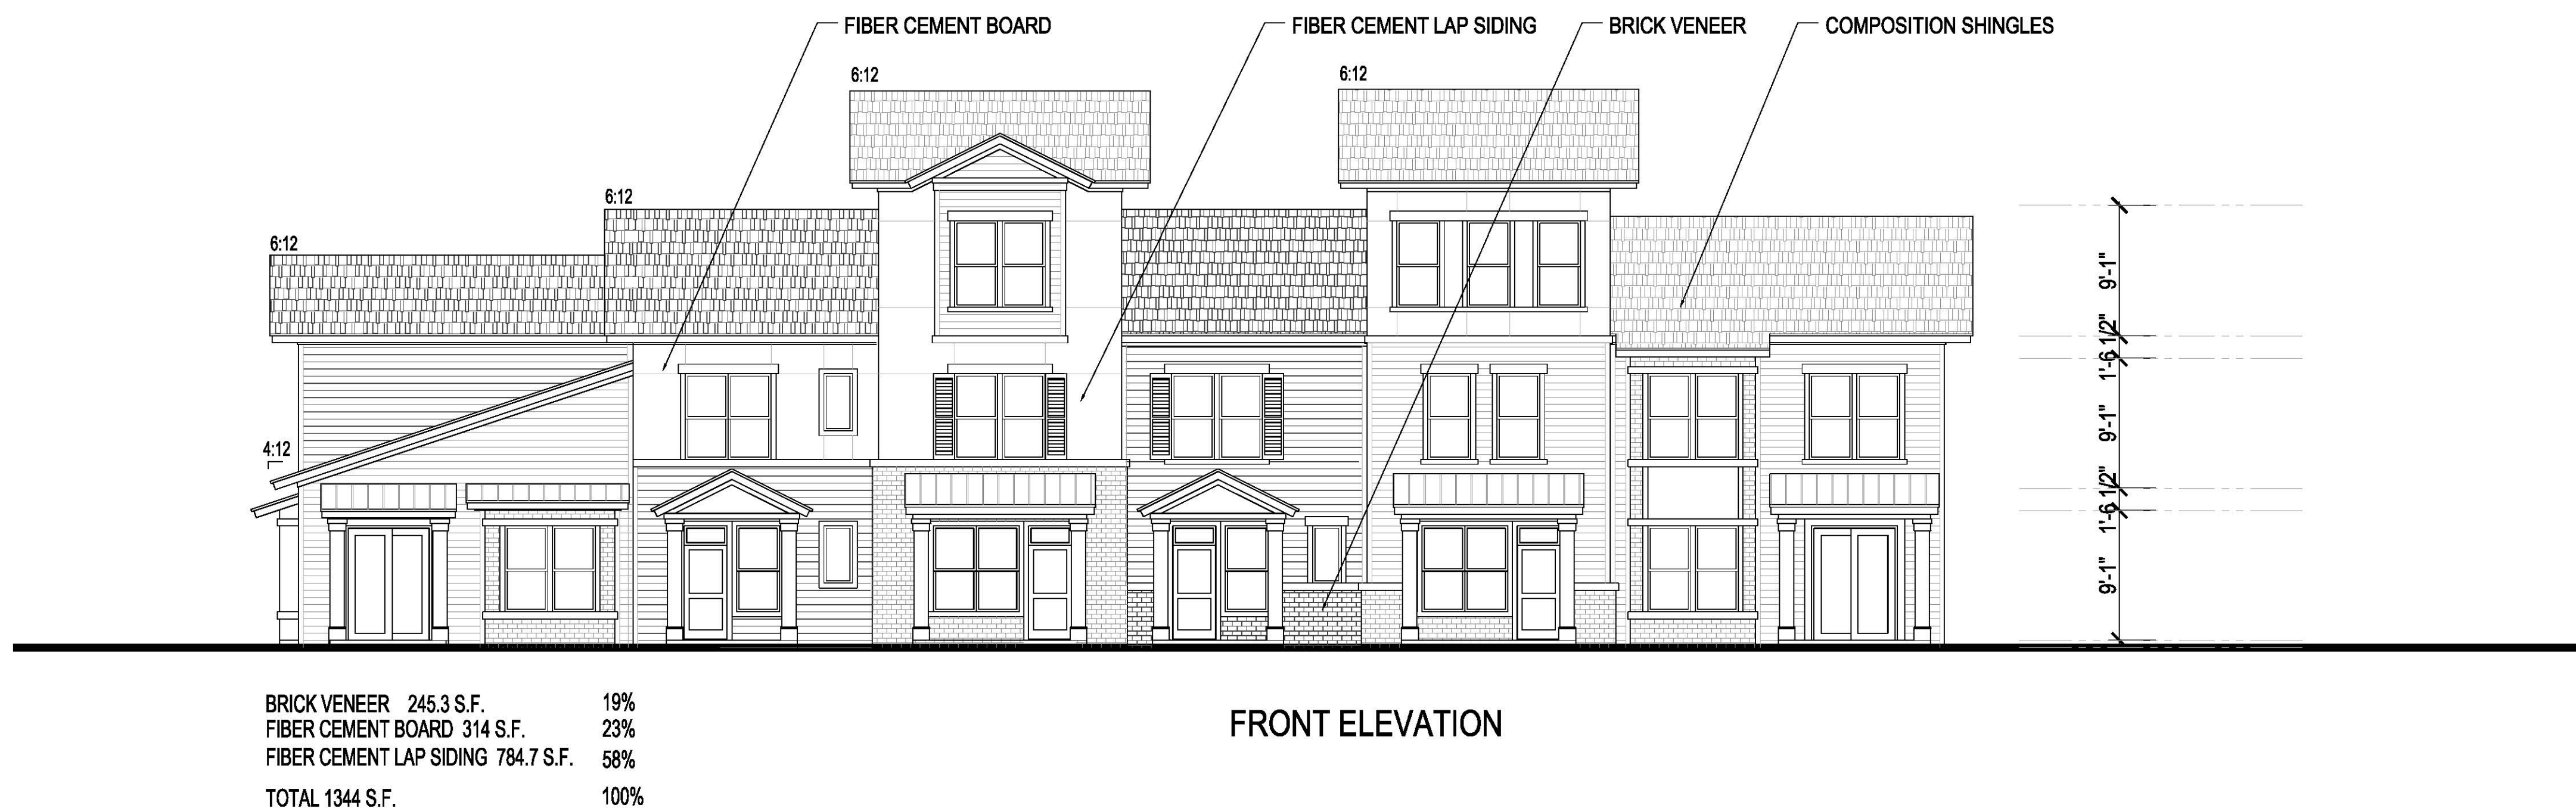 FIBER CEMENT BOARD
FIBER CEMENT LAP SIDING
BRICK VENEER
COMPOSITION SHINGLES
6:12
6:12
6:12
6:12
4:12
9'-1"
1'-6 1/2"
9'-1"
1'-6 1/2"
9'-1"
BRICK VENEER 245.3 S.F. 19%
FIBER CEMENT BOARD 314 S.F. 23%
FIBER CEMENT LAP SIDING 784.7 S.F. 58%
TOTAL 1344 S.F. 100%
FRONT ELEVATION